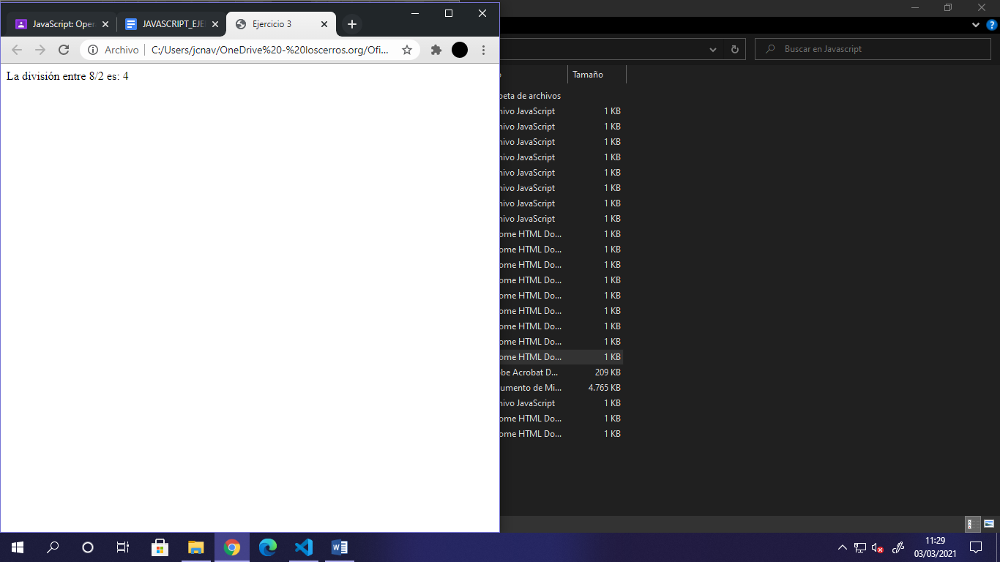 JavaScript: Oper
JAVASCRIPT_EJE
Ejercicio 3
Archivo
C:/Users/jcnav/OneDrive%20-%20loscerros.org/Ofi...
La división entre 8/2 es: 4
Buscar en Javascript
Tamaño
peta de archivos
hivo JavaScript 1 KB
hivo JavaScript 1 KB
hivo JavaScript 1 KB
hivo JavaScript 1 KB
hivo JavaScript 1 KB
hivo JavaScript 1 KB
hivo JavaScript 1 KB
hivo JavaScript 1 KB
ome HTML Do... 1 KB
ome HTML Do... 1 KB
ome HTML Do... 1 KB
ome HTML Do... 1 KB
ome HTML Do... 1 KB
ome HTML Do... 1 KB
ome HTML Do... 1 KB
ome HTML Do... 1 KB
ome HTML Do... 1 KB
be Acrobat D... 209 KB
umento de Mi... 4.765 KB
hivo JavaScript 1 KB
ome HTML Do... 1 KB
ome HTML Do... 1 KB
11:29
03/03/2021